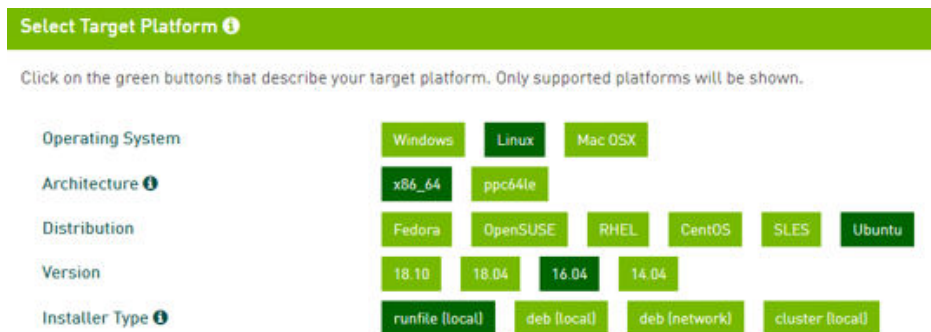 Select Target Platform
Click on the green buttons that describe your target platform. Only supported platforms will be shown.
Operating System Windows Linux Mac OSX
Architecture x86_64 ppc64le
Distribution Fedora OpenSUSE RHEL CentOS SLES Ubuntu
Version 18.10 18.04 16.04 14.04
Installer Type runfile (local) deb (local) deb (network) cluster (local)